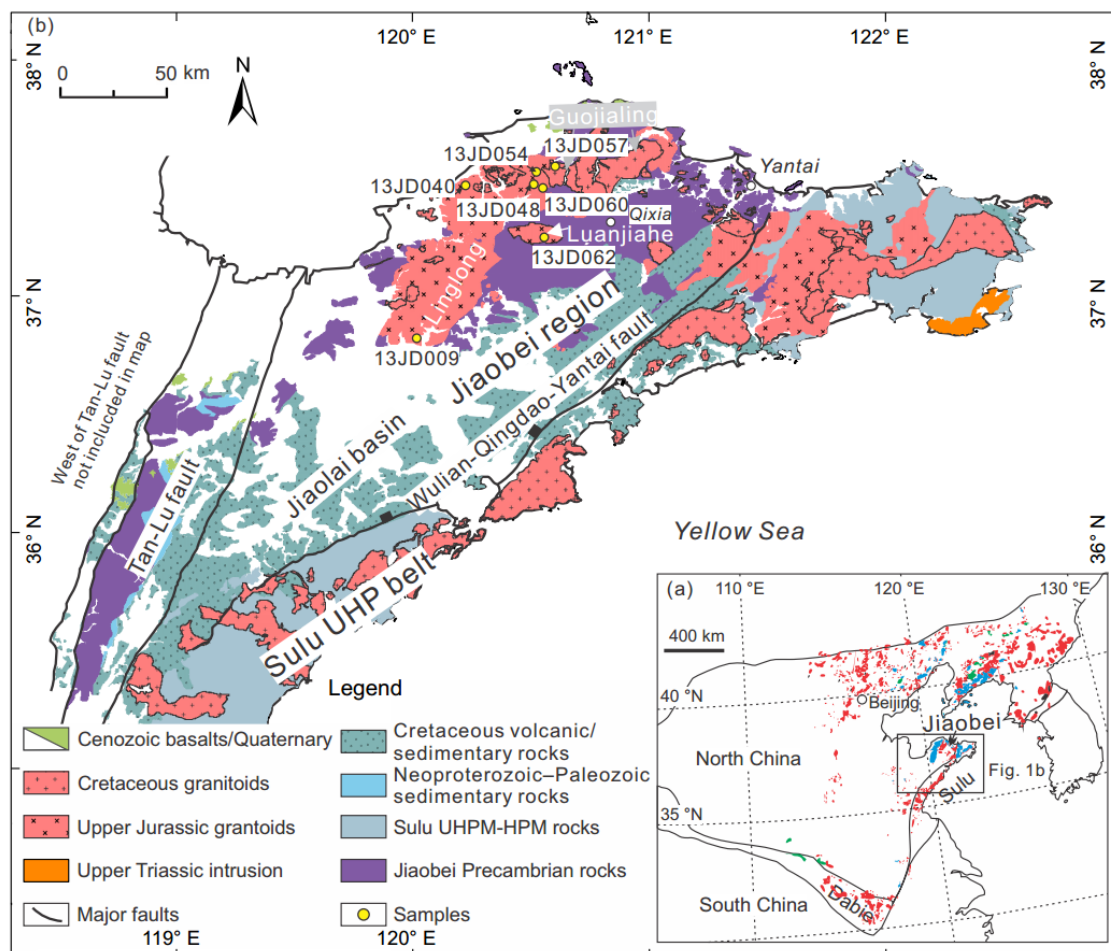 (b)
120° E
121° E
122° E
38° N
38° N
0
50 km
N
Guojialing
13JD054
13JD057
Yantai
13JD040
13JD048
13JD060
Qixia
Luanjiahe
13JD062
Linglong
37° N
37° N
13JD009
Jiaobei region
Wulian-Qingdao-Yantai fault
West of Tan-Lu fault
not inlucded in map
Jiaolai basin
Tan-Lu fault
36° N
36° N
Yellow Sea
Sulu UHP belt
Legend
Cenozoic basalts/Quaternary
Cretaceous granitoids
Upper Jurassic grantoids
Upper Triassic intrusion
Major faults
Cretaceous volcanic/
sedimentary rocks
Neoproterozoic–Paleozoic
sedimentary rocks
Sulu UHPM-HPM rocks
Jiaobei Precambrian rocks
Samples
119° E
120° E
(a)
110°E
120°E
130°E
400 km
40 °N
Beijing
Jiaobei
North China
Fig. 1b
Sulu
35 °N
South China
Dabie